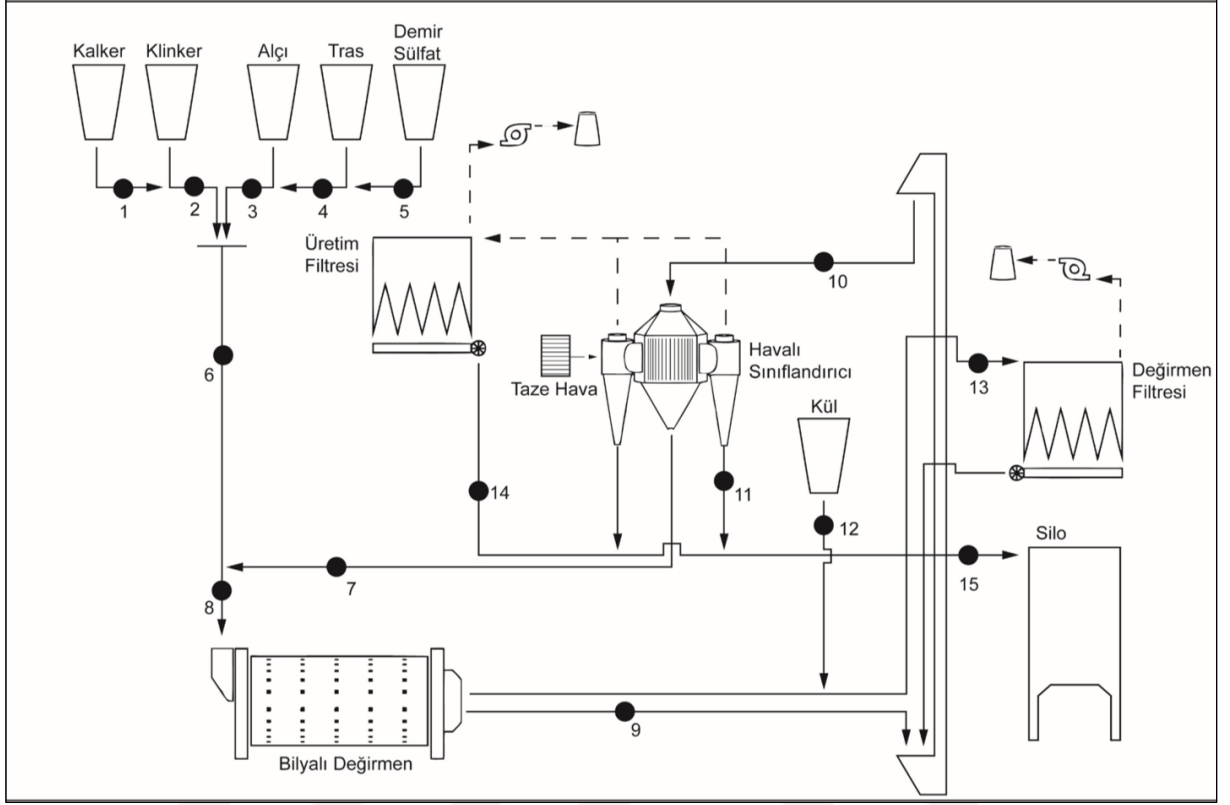 Kalker
Klinker
Alçı
Tras
Demir
Sülfat
1
2
3
4
5
Üretim
Filtresi
10
6
Taze Hava
Havalı
Sınıflandırıcı
13
Değirmen
Filtresi
Kül
14
11
12
Silo
7
15
8
9
Bilyalı Değirmen